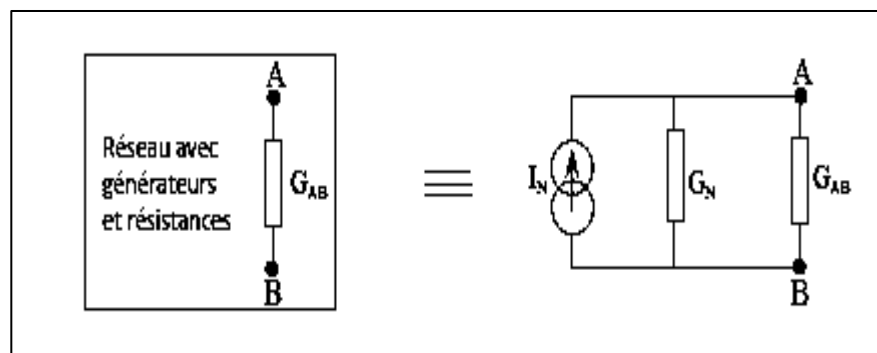 A
Réseau avec
générateurs
et résistances
G_AB
B
I_N
G_N
A
G_AB
B